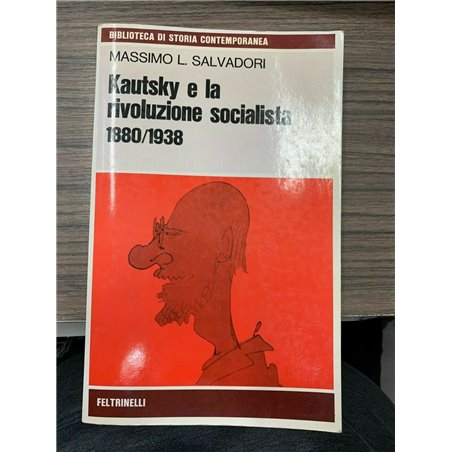 BIBLIOTECA DI STORIA CONTEMPORANEA
MASSIMO L. SALVADORI
Kautsky e la
rivoluzione socialista
1880/1938
FELTRINELLI